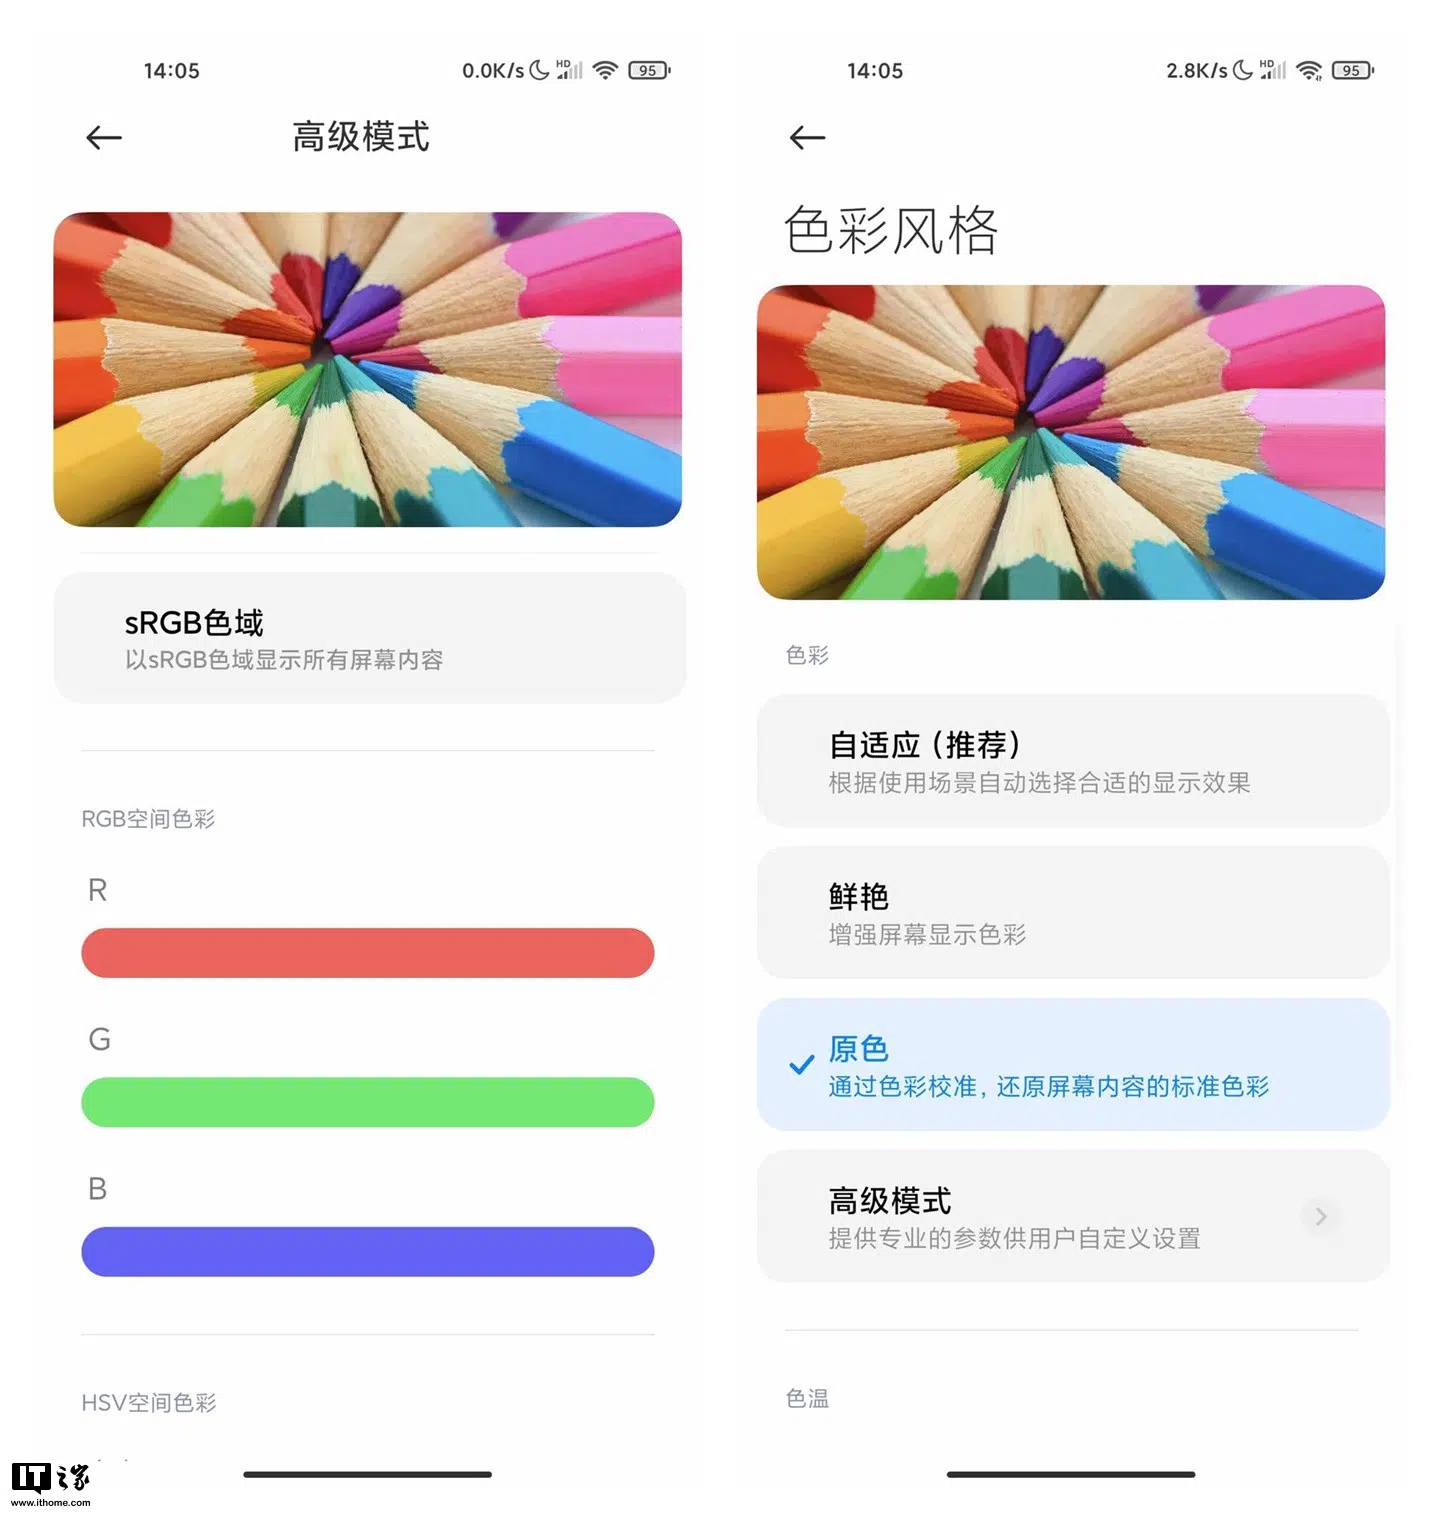 14:05
0.0K/s HD 95
高级模式
sRGB色域
以sRGB色域显示所有屏幕内容
RGB空间色彩
R
G
B
HSV空间色彩
IT之家
www.ithome.com
14:05
2.8K/s HD 95
色彩风格
色彩
自适应（推荐）
根据使用场景自动选择合适的显示效果
鲜艳
增强屏幕显示色彩
原色
通过色彩校准，还原屏幕内容的标准色彩
高级模式
提供专业的参数供用户自定义设置
色温